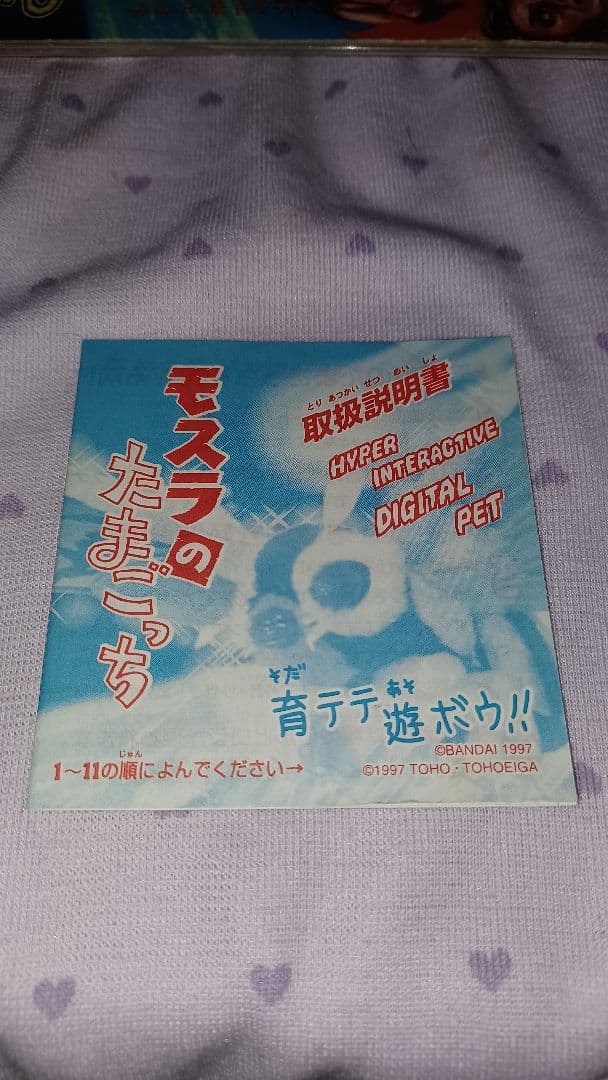 モスラの
たまごっち
とり あつかい せつ めい しょ
取扱説明書
HYPER
INTERACTIVE
DIGITAL
PET
そだ あそ
育テテ遊ボウ!!
©BANDAI 1997
じゅん
1〜11の順によんでください→
©1997 TOHO・TOHOEIGA